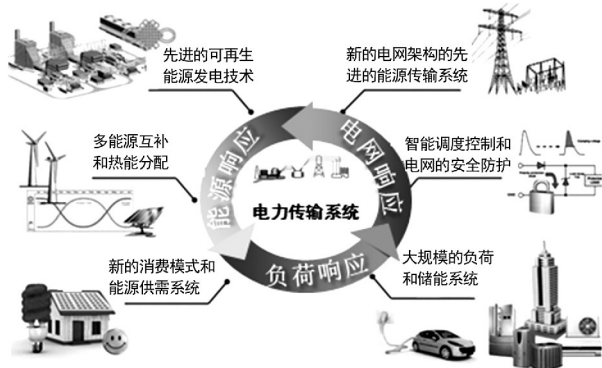 先进的可再生
能源发电技术
新的电网架构的先
进的能源传输系统
多能源互补
和热能分配
智能调度控制和
电网的安全防护
能源响应
电网响应
电力传输系统
负荷响应
新的消费模式和
能源供需系统
大规模的负荷
和储能系统